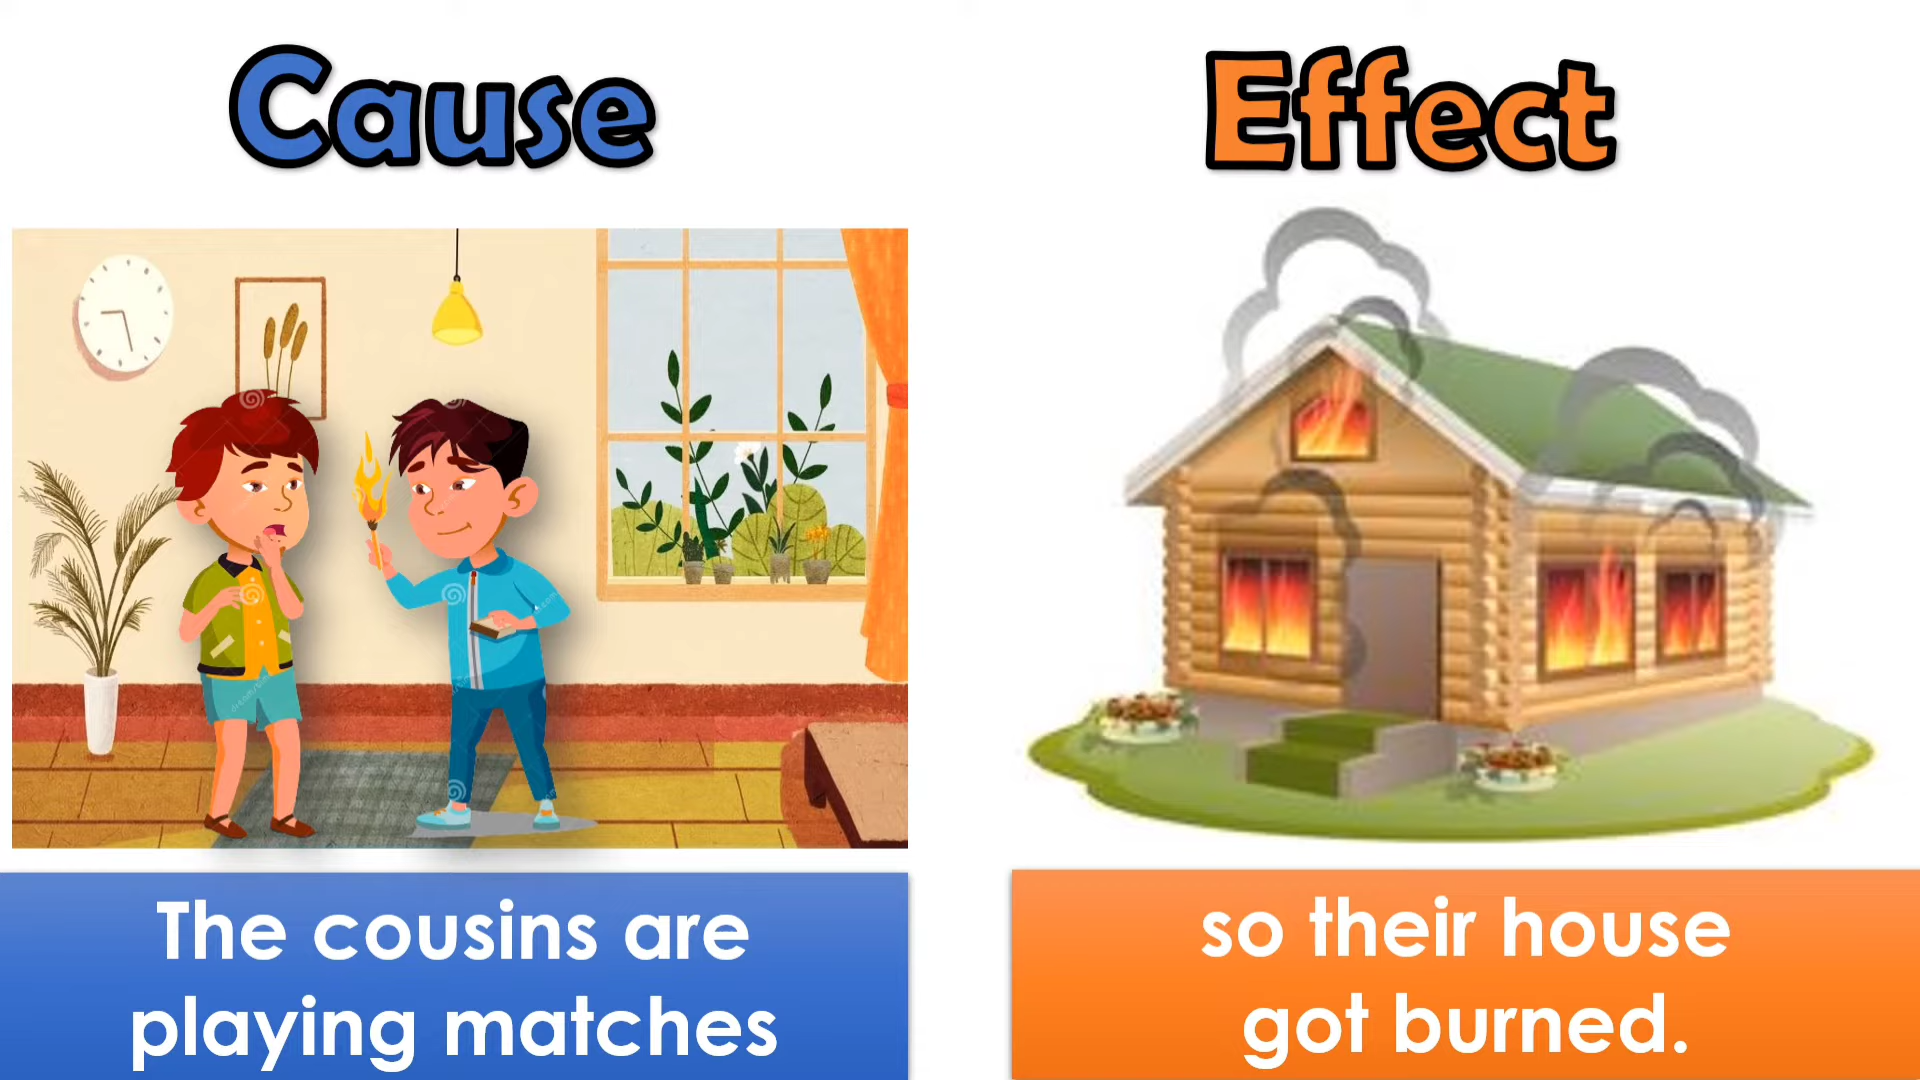 Cause
Effect
The cousins are
playing matches
so their house
got burned.